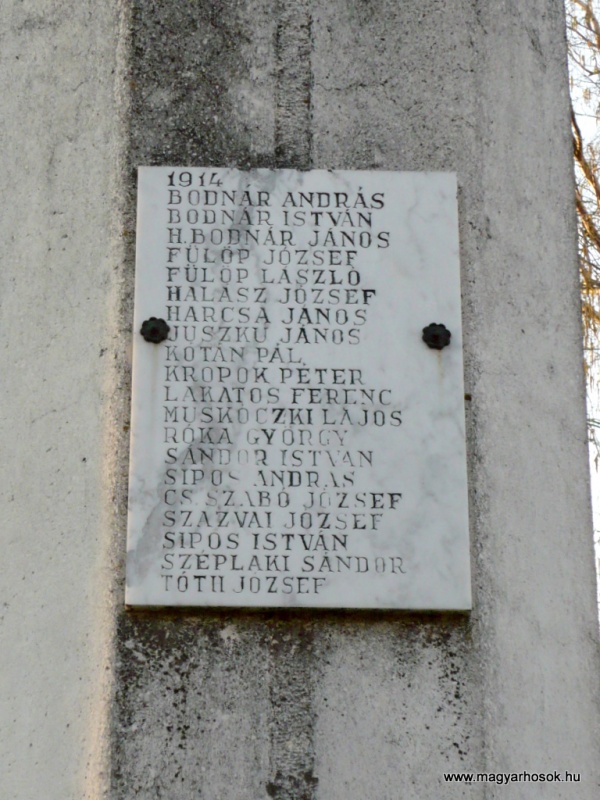 1914
BODNÁR ANDRÁS
BODNÁR ISTVÁN
H. BODNÁR JÁNOS
FÜLÖP JÓZSEF
FÜLÖP LÁSZLÓ
HALÁSZ JÓZSEF
HARCSA JÁNOS
JUSZKÚ JÁNOS
KOTÁN PÁL
KROPOK PÉTER
LAKATOS FERENC
MUSKÓCZKI LAJOS
RÓKA GYÖRGY
SÁNDOR ISTVÁN
SIPOS ANDRÁS
CS. SZABÓ JÓZSEF
SZAZVAI JÓZSEF
SIPOS ISTVÁN
SZÉPLAKI SÁNDOR
TÓTH JÓZSEF
www.magyarhosok.hu